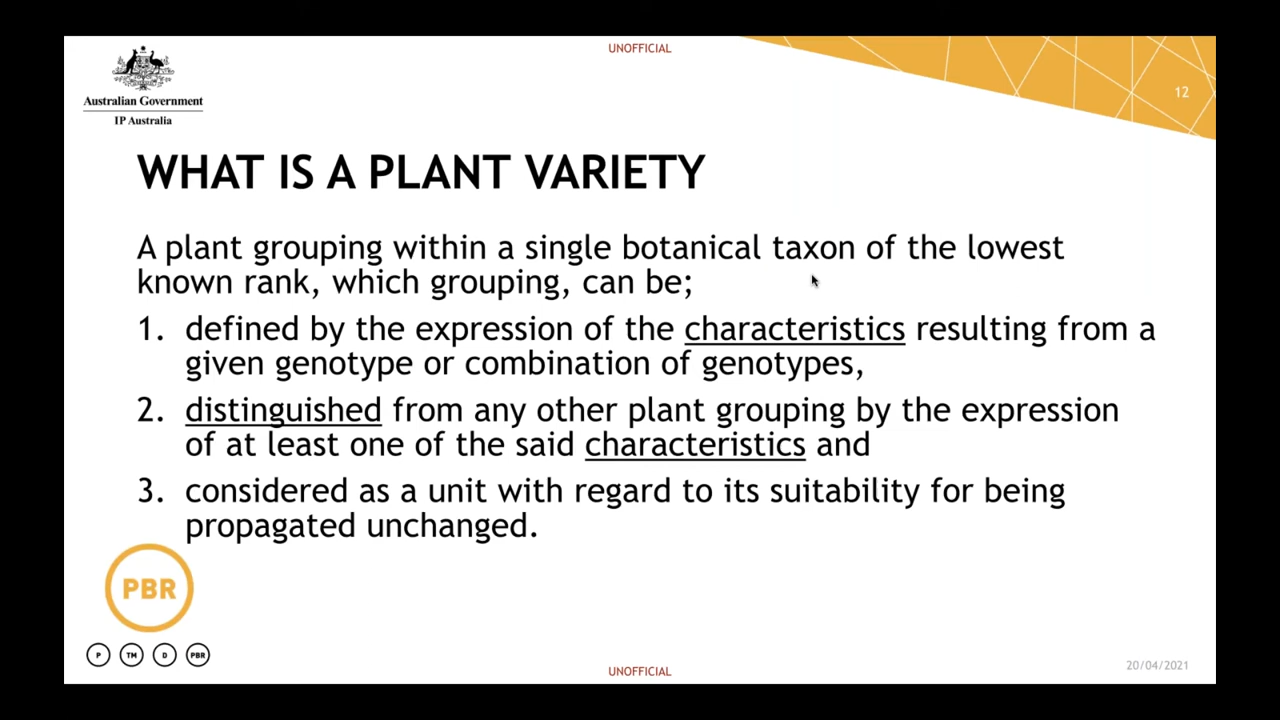 UNOFFICIAL
12
Australian Government
IP Australia
WHAT IS A PLANT VARIETY
A plant grouping within a single botanical taxon of the lowest
known rank, which grouping, can be;
1. defined by the expression of the characteristics resulting from a
given genotype or combination of genotypes,
2. distinguished from any other plant grouping by the expression
of at least one of the said characteristics and
3. considered as a unit with regard to its suitability for being
propagated unchanged.
PBR
P TM D PBR
UNOFFICIAL
20/04/2021